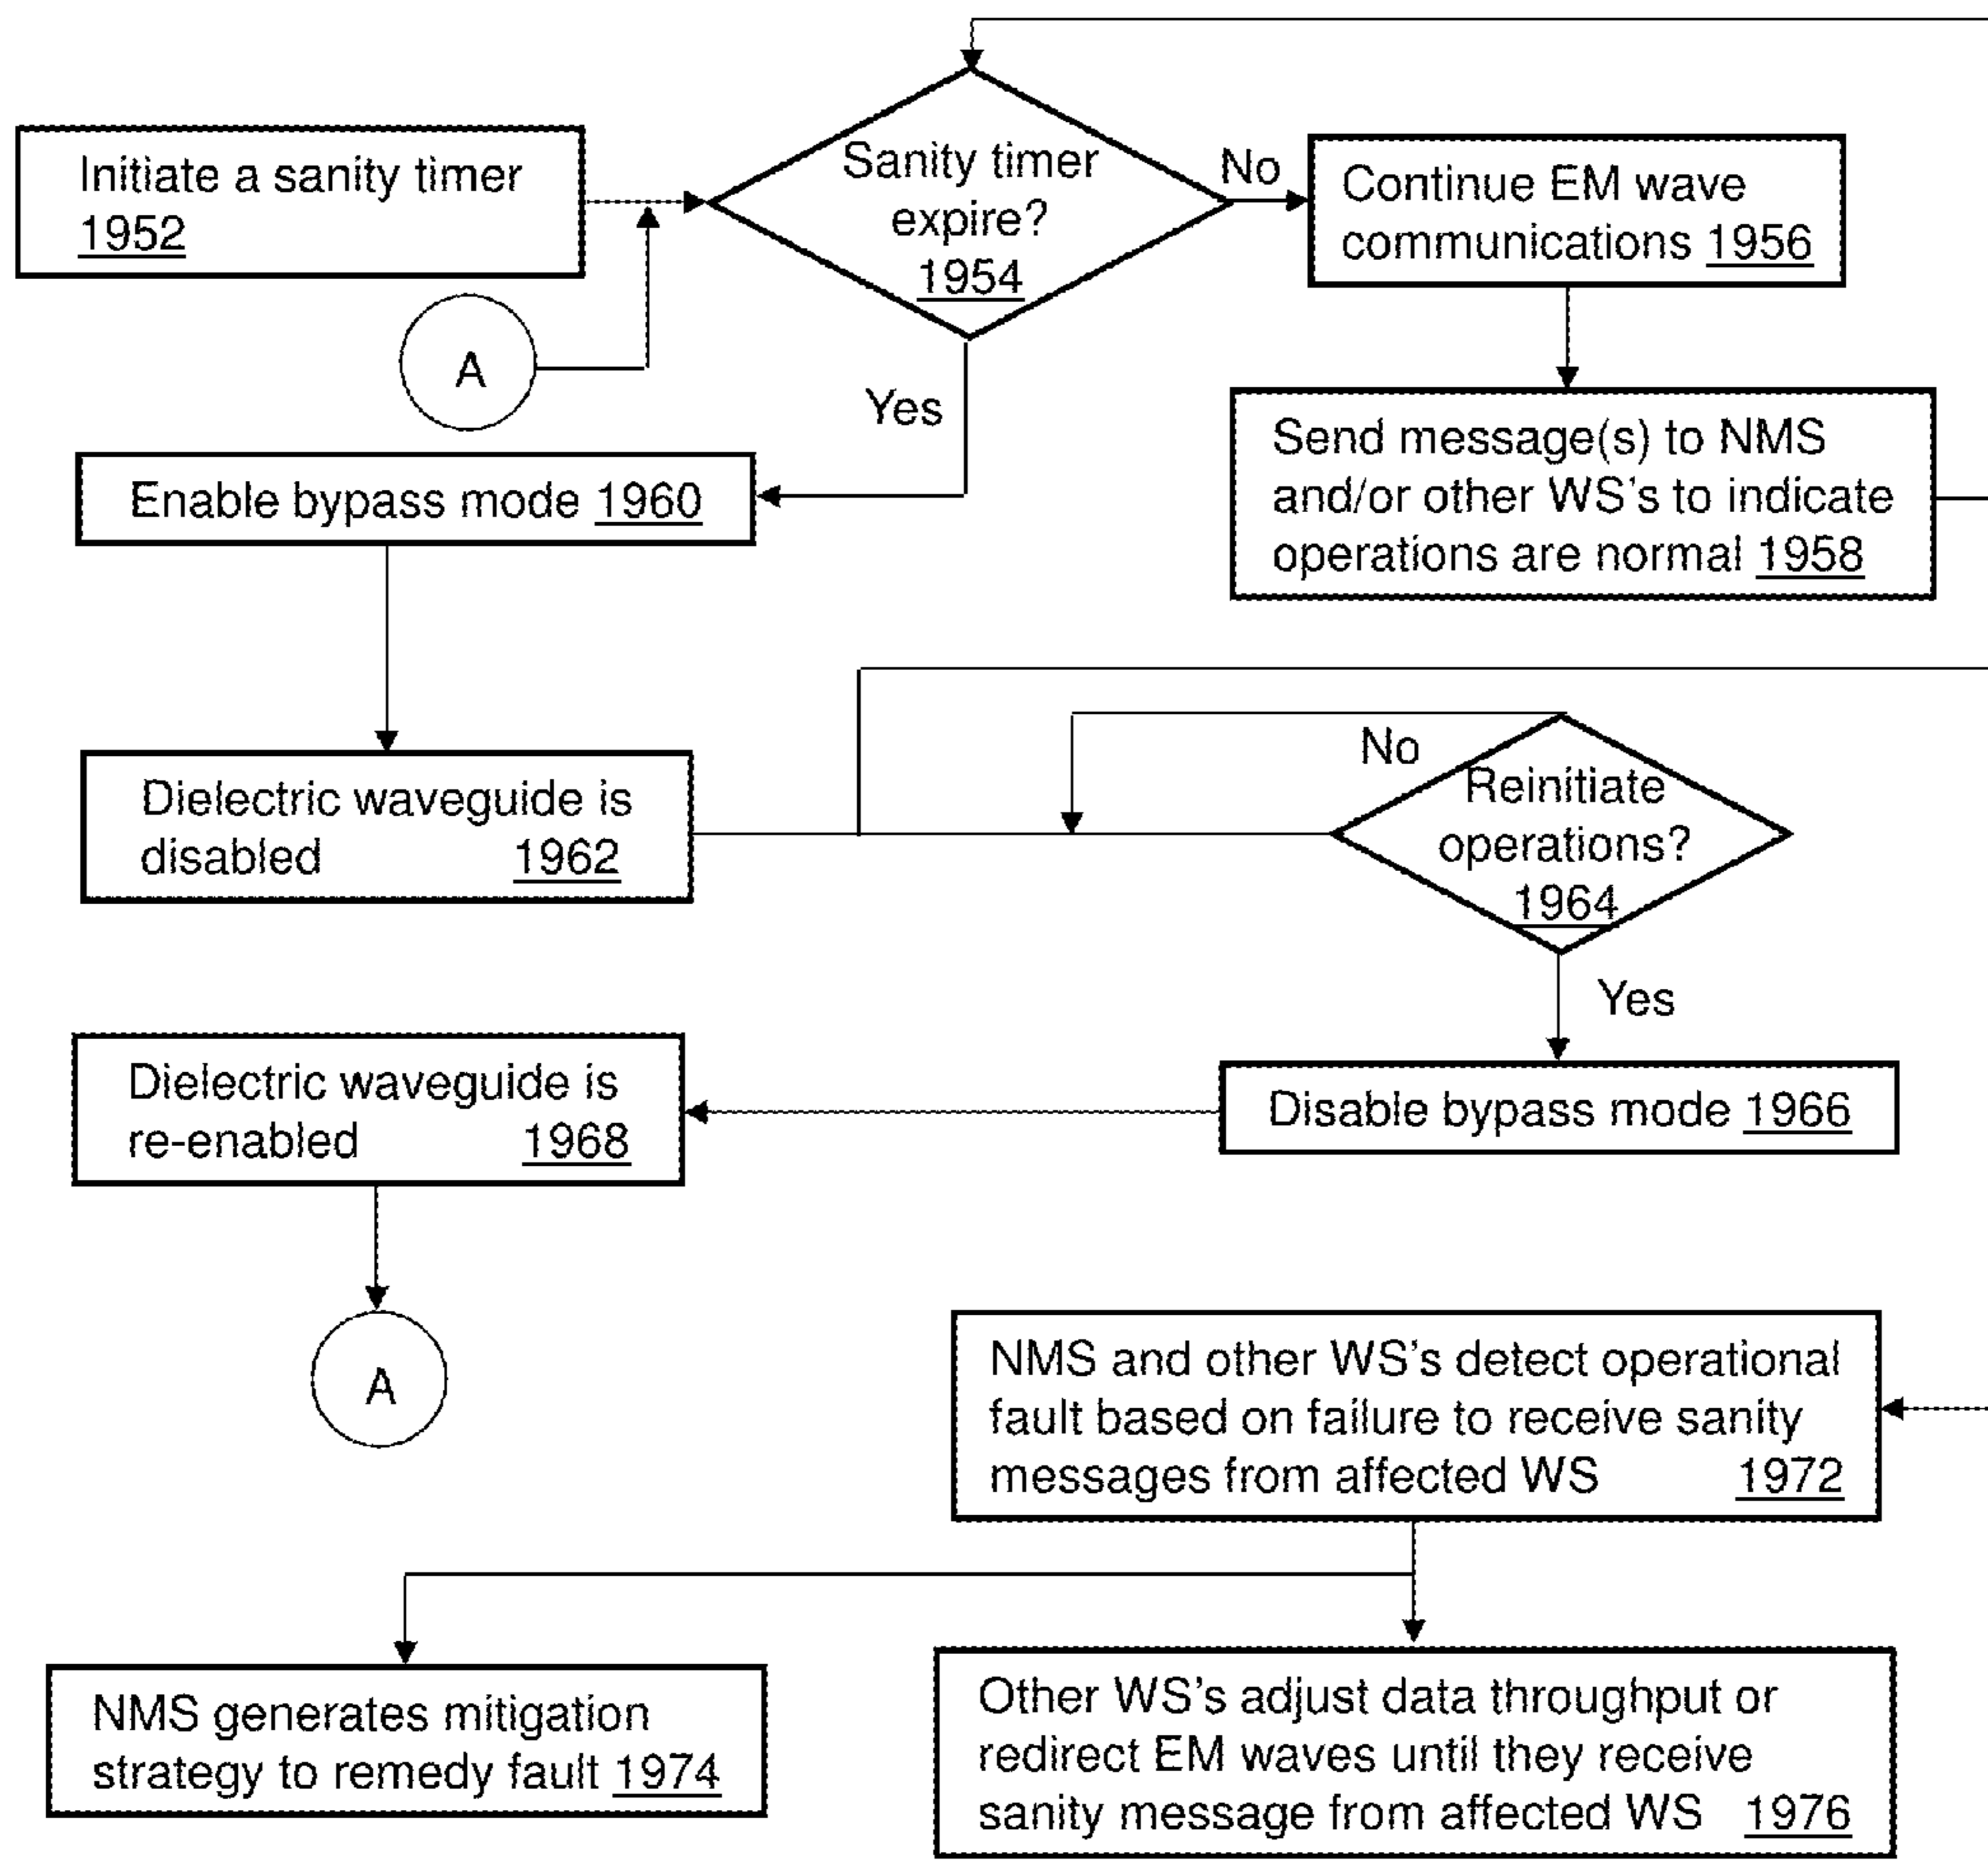 Initiate a sanity timer
1952
Sanity timer
expire?
1954
No
Continue EM wave
communications 1956
A
Yes
Send message(s) to NMS
and/or other WS's to indicate
operations are normal 1958
Enable bypass mode 1960
Dielectric waveguide is
disabled 1962
No
Reinitiate
operations?
1964
Yes
Disable bypass mode 1966
Dielectric waveguide is
re-enabled 1968
A
NMS and other WS's detect operational
fault based on failure to receive sanity
messages from affected WS 1972
NMS generates mitigation
strategy to remedy fault 1974
Other WS's adjust data throughput or
redirect EM waves until they receive
sanity message from affected WS 1976